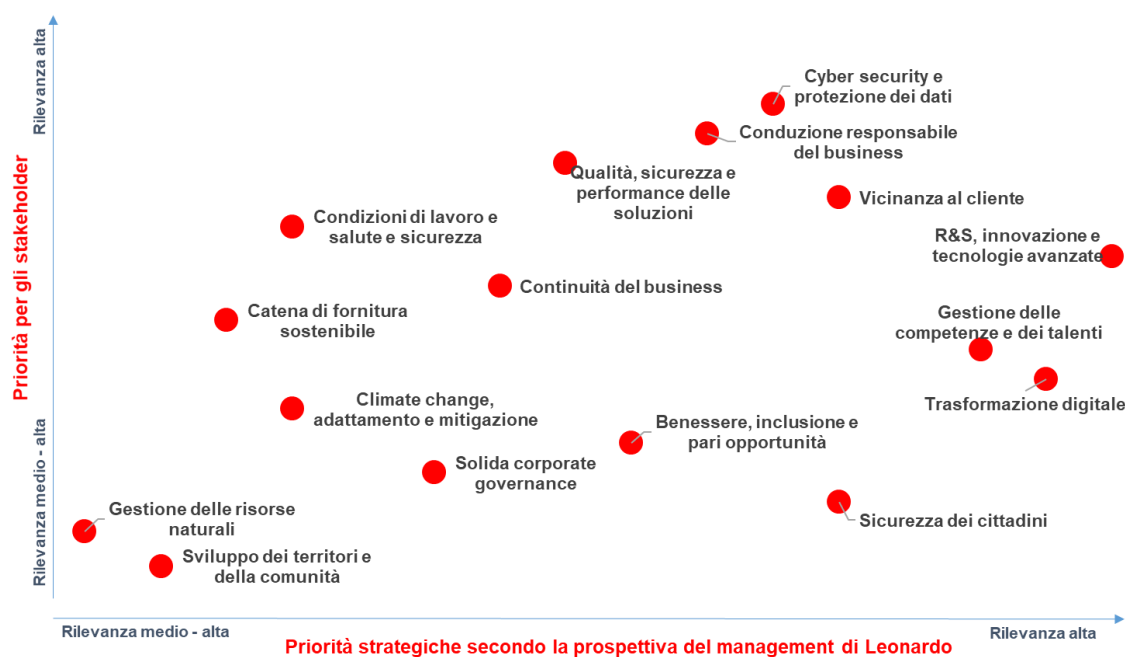 Rilevanza alta
Priorità per gli stakeholder
Rilevanza medio - alta
Cyber security e
protezione dei dati
Conduzione responsabile
del business
Qualità, sicurezza e
performance delle
soluzioni
Vicinanza al cliente
Condizioni di lavoro e
salute e sicurezza
R&S, innovazione e
tecnologie avanzate
Continuità del business
Catena di fornitura
sostenibile
Gestione delle
competenze e dei talenti
Trasformazione digitale
Climate change,
adattamento e mitigazione
Benessere, inclusione e
pari opportunità
Solida corporate
governance
Gestione delle risorse
naturali
Sicurezza dei cittadini
Sviluppo dei territori e
della comunità
Rilevanza medio - alta
Priorità strategiche secondo la prospettiva del management di Leonardo
Rilevanza alta